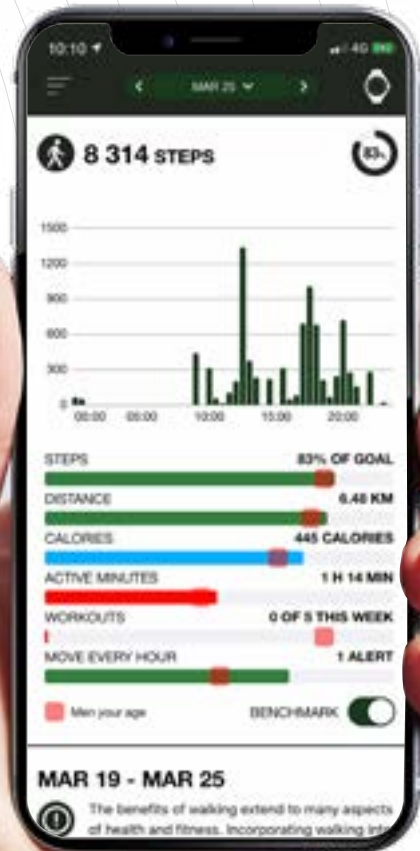 10:10 4G
MAR 25
8 314 STEPS 83%
1500
1200
900
600
300
0
00:00 05:00 10:00 15:00 20:00
STEPS 83% OF GOAL
DISTANCE 6.48 KM
CALORIES 445 CALORIES
ACTIVE MINUTES 1 H 14 MIN
WORKOUTS 0 OF 5 THIS WEEK
MOVE EVERY HOUR 1 ALERT
Men your age BENCHMARK
MAR 19 - MAR 25
The benefits of walking extend to many aspects
of health and fitness. Incorporating walking into